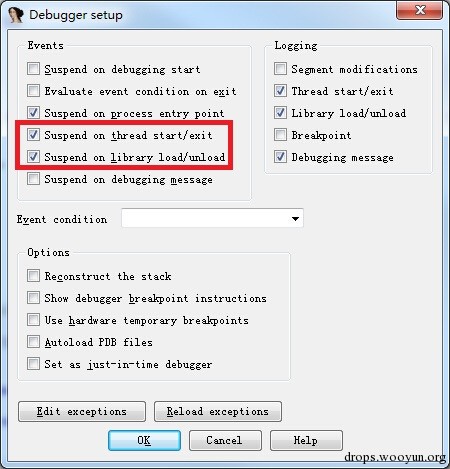 Debugger setup
Events
Suspend on debugging start
Evaluate event condition on exit
Suspend on process entry point
Suspend on thread start/exit
Suspend on library load/unload
Suspend on debugging message
Logging
Segment modifications
Thread start/exit
Library load/unload
Breakpoint
Debugging message
Event condition
Options
Reconstruct the stack
Show debugger breakpoint instructions
Use hardware temporary breakpoints
Autoload PDB files
Set as just-in-time debugger
Edit exceptions
Reload exceptions
OK
Cancel
Help
drops.wooyun.org